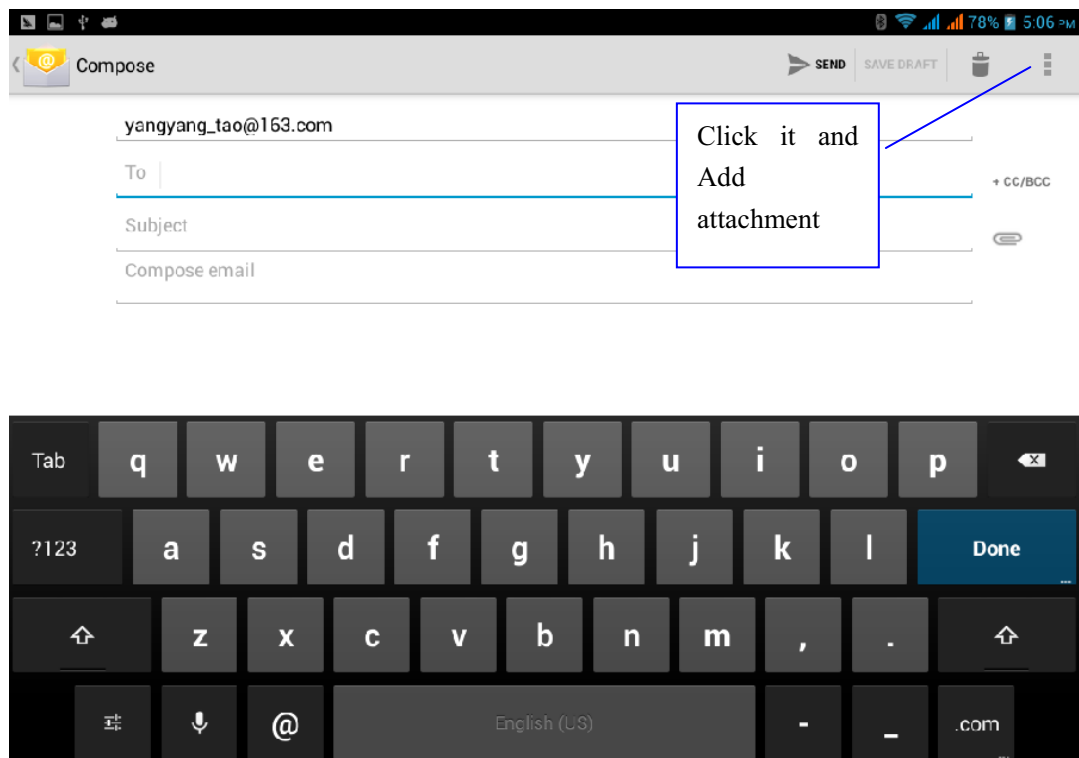 78% 5:06 PM
Compose
SEND
SAVE DRAFT
yangyang_tao@163.com
To
+ CC/BCC
Subject
Compose email
Click it and
Add
attachment
Tab q w e r t y u i o p
?123 a s d f g h j k l Done
z x c v b n m , .
@ English (US) - _ .com